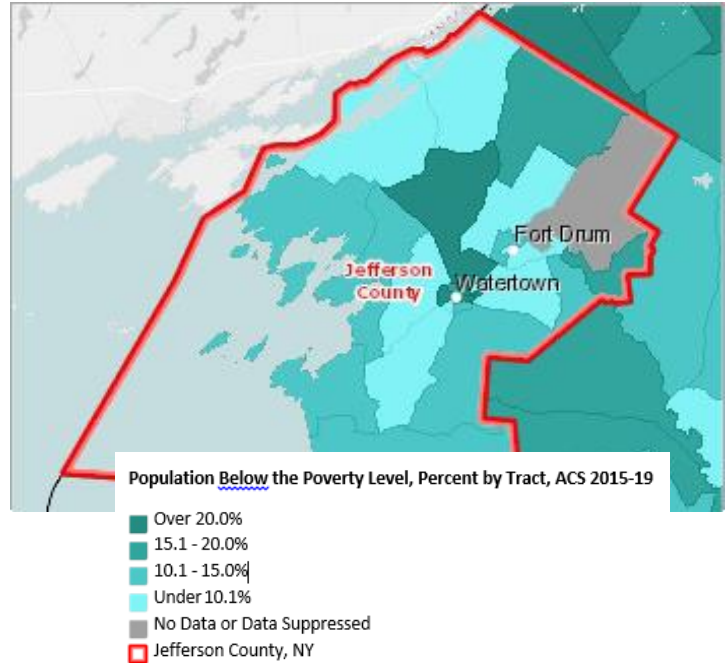 Fort Drum
Jefferson
County
Watertown
Population Below the Poverty Level, Percent by Tract, ACS 2015-19
Over 20.0%
15.1 - 20.0%
10.1 - 15.0%
Under 10.1%
No Data or Data Suppressed
Jefferson County, NY